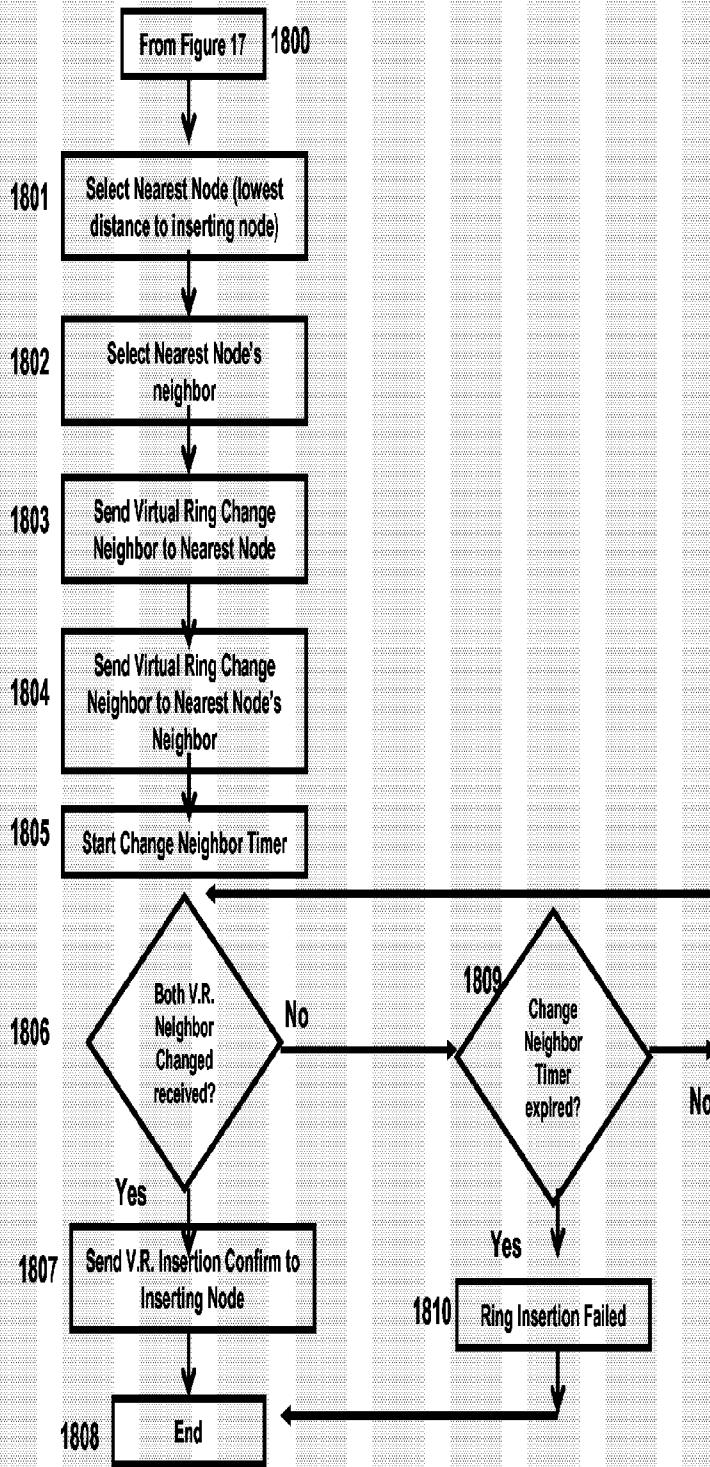 From Figure 17
1800
1801
Select Nearest Node (lowest
distance to inserting node)
1802
Select Nearest Node's
neighbor
1803
Send Virtual Ring Change
Neighbor to Nearest Node
1804
Send Virtual Ring Change
Neighbor to Nearest Node's
Neighbor
1805
Start Change Neighbor Timer
1806
Both V.R.
Neighbor
Changed
received?
No
1809
Change
Neighbor
Timer
expired?
No
Yes
1807
Send V.R. Insertion Confirm to
Inserting Node
Yes
1810
Ring Insertion Failed
1808
End